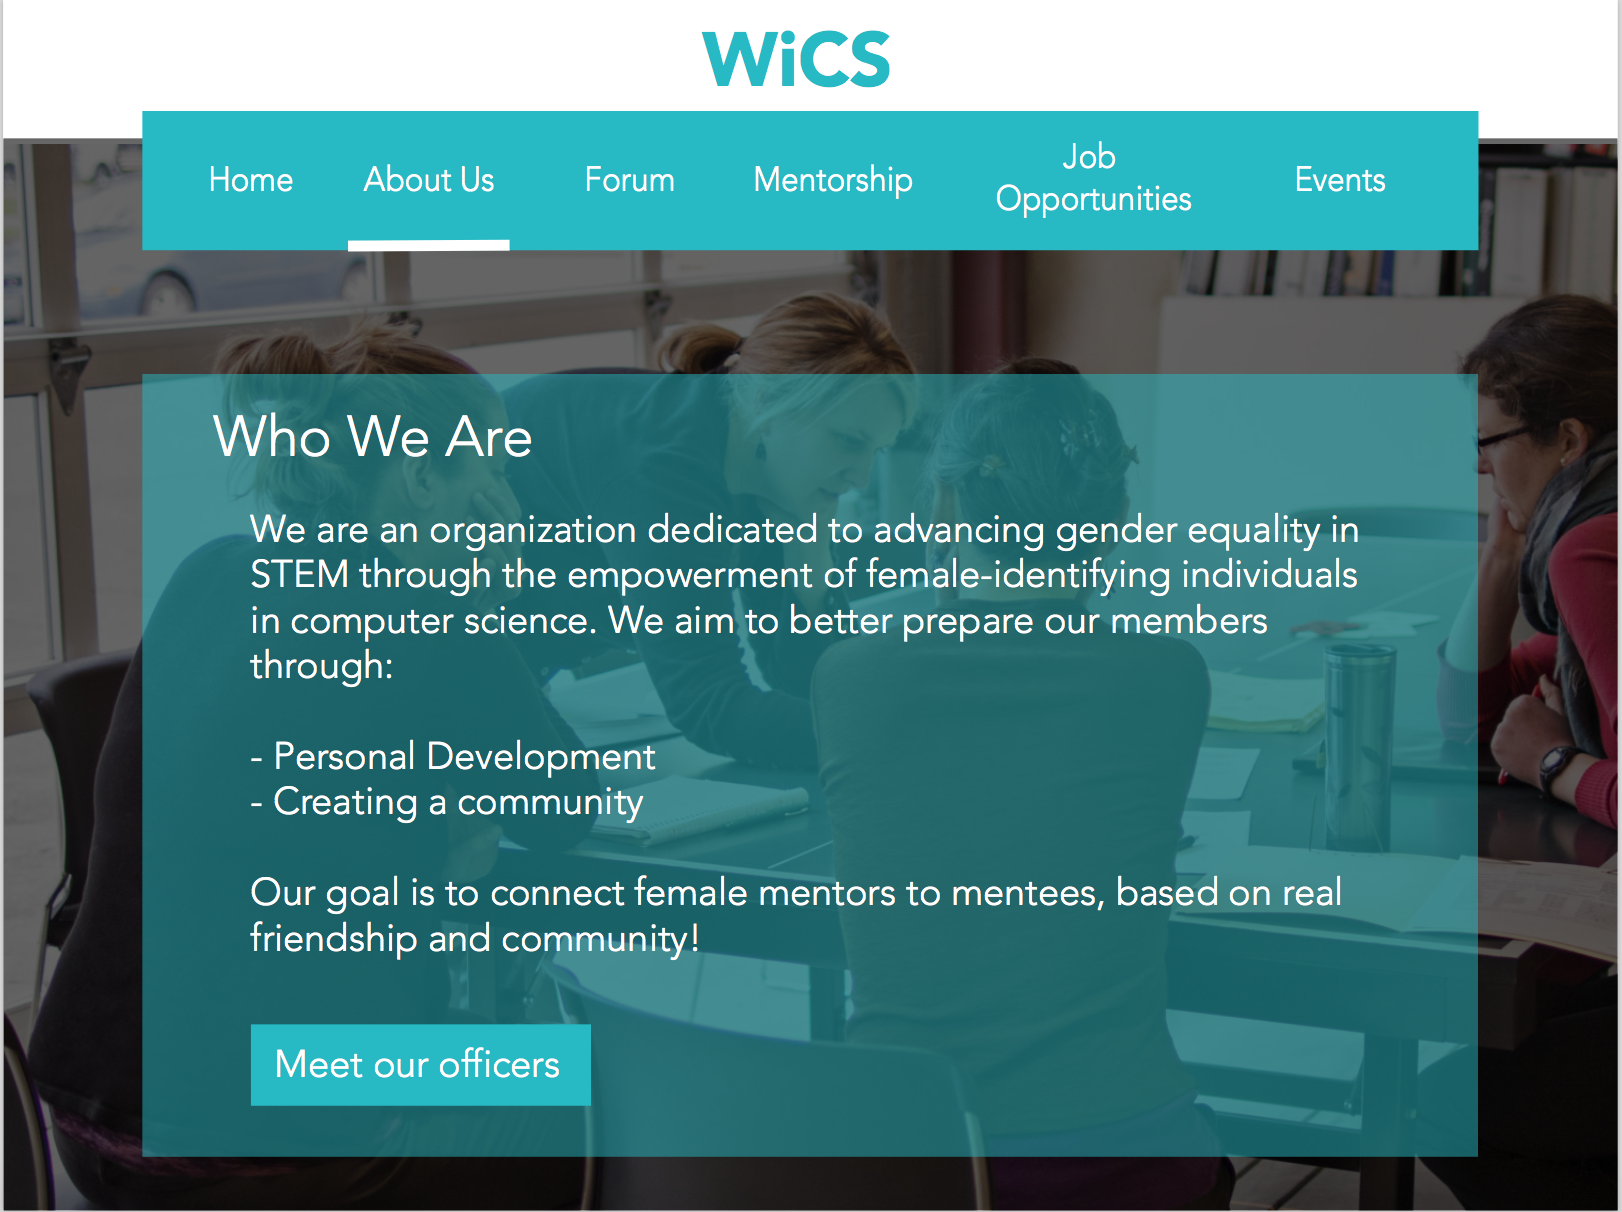 WiCS
Home
About Us
Forum
Mentorship
Job
Opportunities
Events
Who We Are
We are an organization dedicated to advancing gender equality in
STEM through the empowerment of female-identifying individuals
in computer science. We aim to better prepare our members
through:
- Personal Development
- Creating a community
Our goal is to connect female mentors to mentees, based on real
friendship and community!
Meet our officers